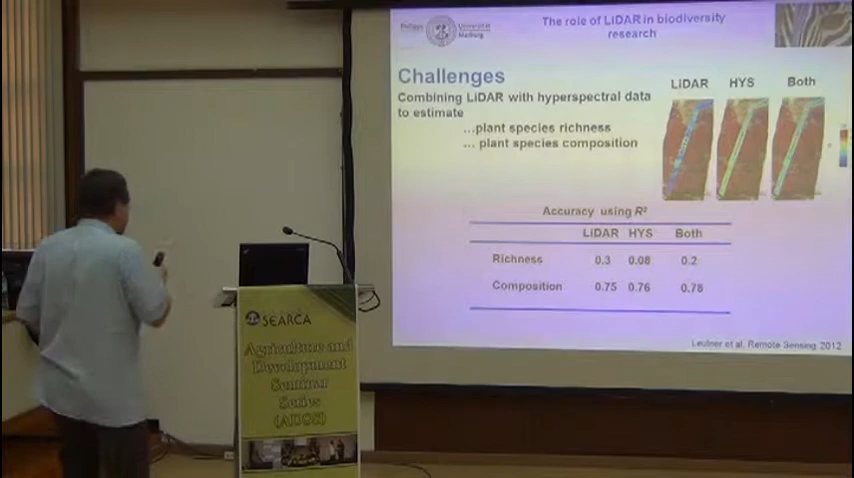 Philipps
Universität
Marburg
The role of LiDAR in biodiversity
research
Challenges
Combining LiDAR with hyperspectral data
to estimate
...plant species richness
... plant species composition
LiDAR HYS Both
Accuracy using R²
LiDAR HYS Both
Richness 0.3 0.08 0.2
Composition 0.75 0.76 0.78
Leutner et al. Remote Sensing 2012
SEARCA
Agriculture and
Development
Seminar
Series
(ADSS)